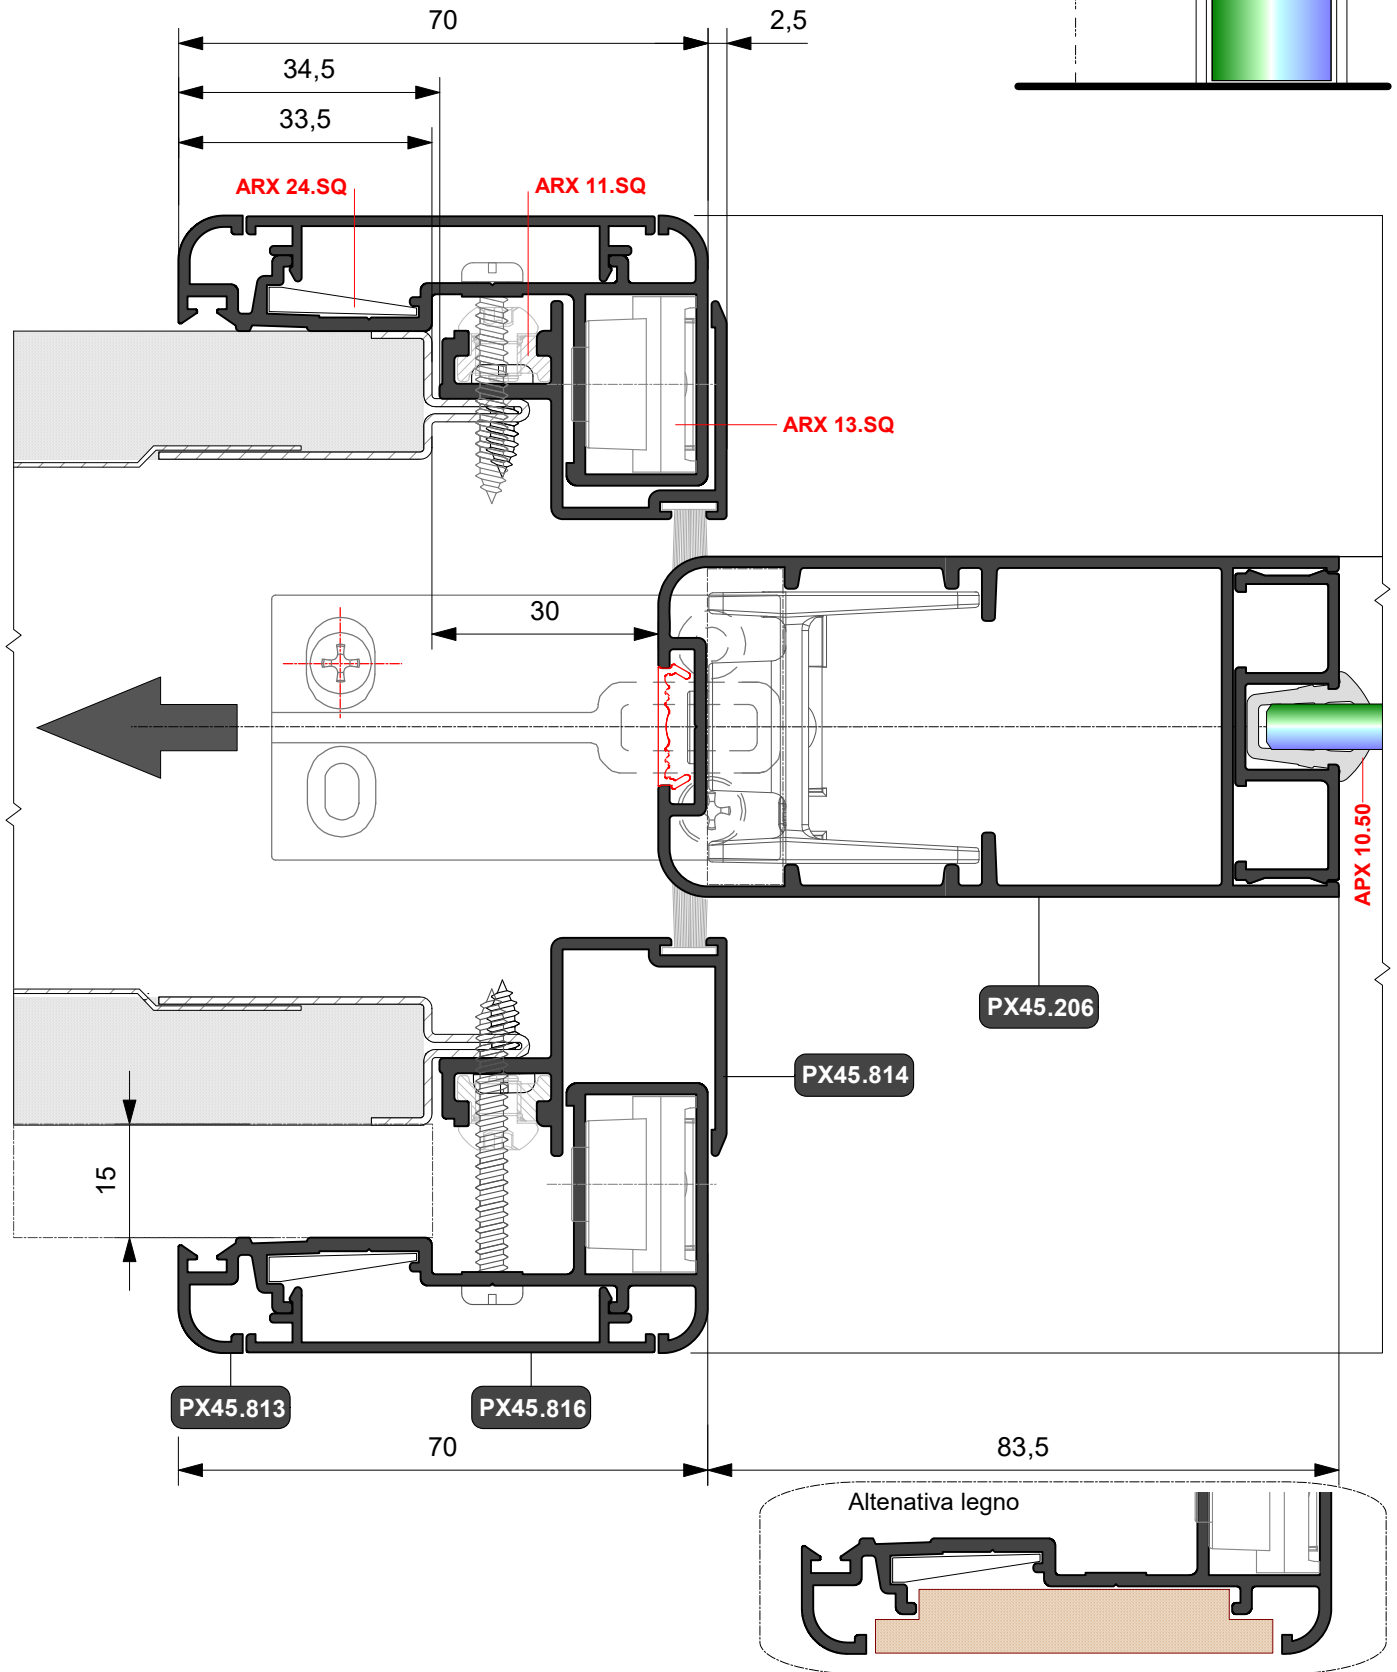 70
2,5
34,5
33,5
ARX 24.SQ
ARX 11.SQ
ARX 13.SQ
30
APX 10.50
PX45.206
PX45.814
15
PX45.813
PX45.816
70
83,5
Altenativa legno